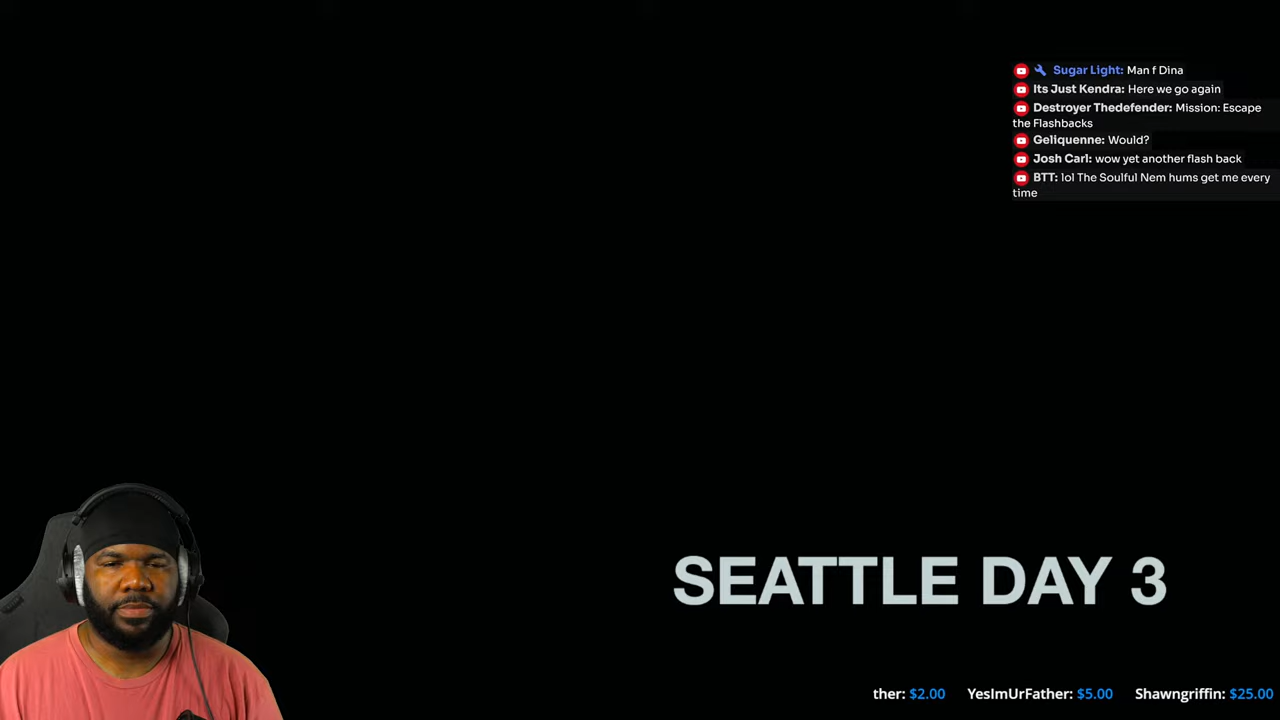 Sugar Light: Man f Dina
Its Just Kendra: Here we go again
Destroyer Thedefender: Mission: Escape
the Flashbacks
Geliquenne: Would?
Josh Carl: wow yet another flash back
BTT: lol The Soulful Nem hums get me every
time
SEATTLE DAY 3
ther: $2.00 YesImUrFather: $5.00 Shawngriffin: $25.00